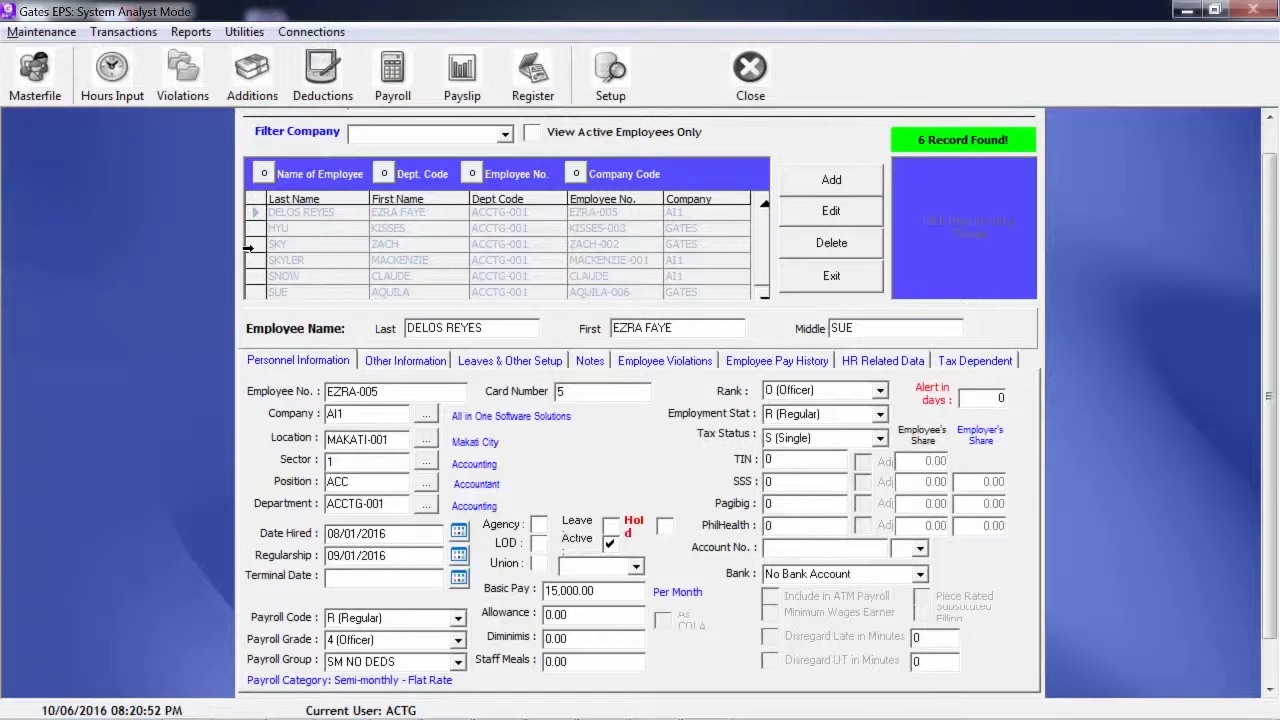 Gates EPS: System Analyst Mode
Maintenance Transactions Reports Utilities Connections
Masterfile Hours Input Violations Additions Deductions Payroll Payslip Register Setup Close
Filter Company View Active Employees Only 6 Record Found!
o Name of Employee o Dept. Code o Employee No. o Company Code
Last Name First Name Dept Code Employee No. Company
DELOS REYES EZRA FAYE ACCTG-001 EZRA-005 AI1
HYU KISSES ACCTG-001 KISSES-003 GATES
SKY ZACH ACCTG-001 ZACH-002 GATES
SKYLER MACKENZIE ACCTG-001 MACKENZIE-001 AI1
SNOW CLAUDE ACCTG-001 CLAUDE AI1
SUE AQUILA ACCTG-001 AQUILA-006 GATES
Add
Edit
Delete
Exit
Employee Name: Last DELOS REYES First EZRA FAYE Middle SUE
Personnel Information Other Information Leaves & Other Setup Notes Employee Violations Employee Pay History HR Related Data Tax Dependent
Employee No. : EZRA-005 Card Number 5
Company : AI1 ... All in One Software Solutions
Location : MAKATI-001 ... Makati City
Sector : 1 ... Accounting
Position : ACC ... Accountant
Department : ACCTG-001 ... Accounting
Date Hired : 08/01/2016
Regularship : 09/01/2016
Terminal Date :
Payroll Code : R (Regular)
Payroll Grade : 4 (Officer)
Payroll Group : SM NO DEDS
Payroll Category: Semi-monthly - Flat Rate
Agency : Leave Hol
d
LOD : Active
:
Union :
Basic Pay : 15,000.00 Per Month
Allowance : 0.00 As
COLA
Diminimis : 0.00
Staff Meals : 0.00
Rank : O (Officer) Alert in
days : 0
Employment Stat : R (Regular)
Tax Status : S (Single) Employee's
Share Employer's
Share
TIN : 0 Adj 0.00
SSS : 0 Adj 0.00 0.00
Pagibig : 0 Adj 0.00 0.00
PhilHealth : 0 Adj 0.00 0.00
Account No. :
Bank : No Bank Account
Include in ATM Payroll Piece Rated
Minimum Wages Earner Substituted
Filling
Disregard Late in Minutes 0
Disregard UT in Minutes 0
10/06/2016 08:20:52 PM Current User: ACTG